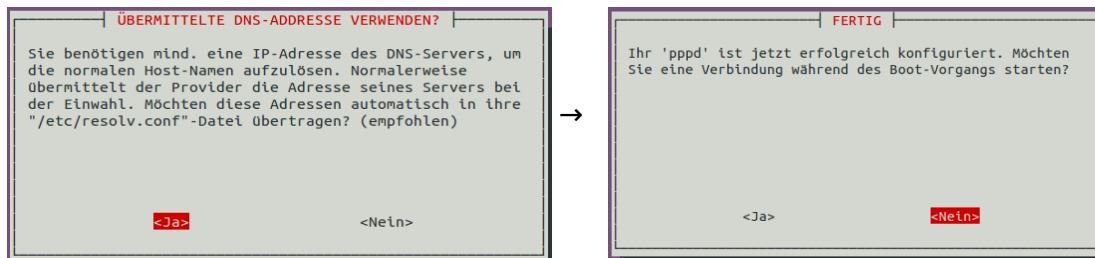 ÜBERMITTELTE DNS-ADDRESSE VERWENDEN?
Sie benötigen mind. eine IP-Adresse des DNS-Servers, um
die normalen Host-Namen aufzulösen. Normalerweise
übermittelt der Provider die Adresse seines Servers bei
der Einwahl. Möchten diese Adressen automatisch in ihre
"/etc/resolv.conf"-Datei übertragen? (empfohlen)
<Ja> <Nein>
→
FERTIG
Ihr 'pppd' ist jetzt erfolgreich konfiguriert. Möchten
Sie eine Verbindung während des Boot-Vorgangs starten?
<Ja> <Nein>